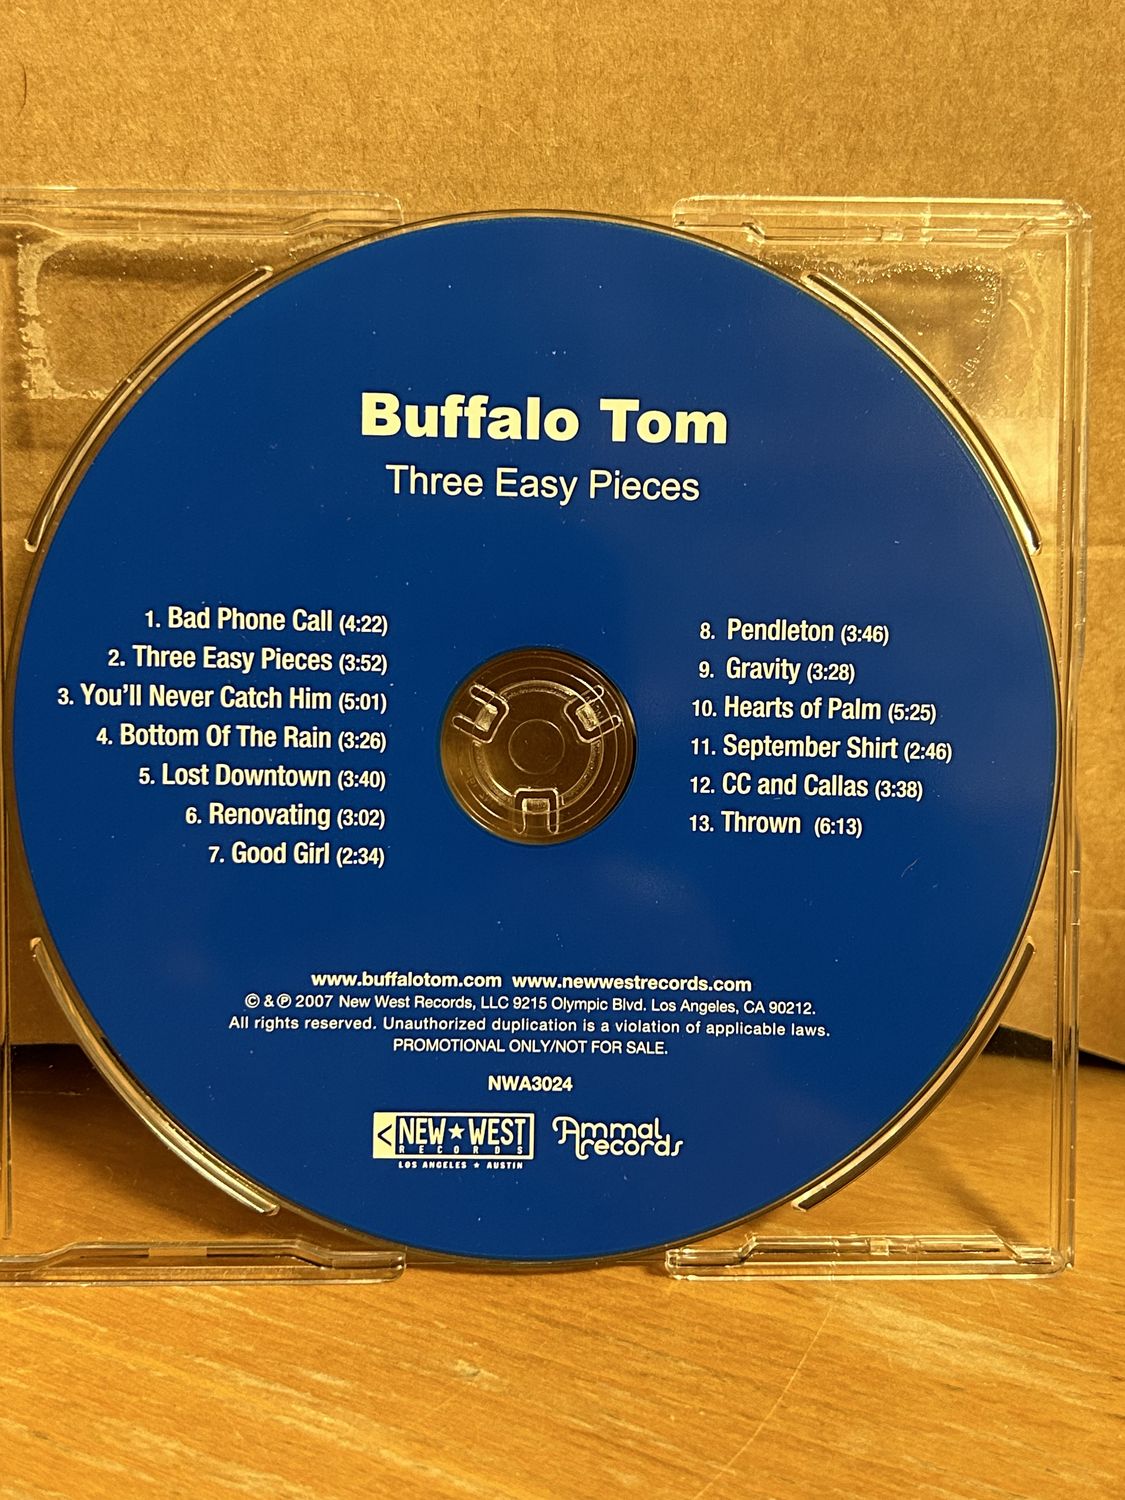 Buffalo Tom
Three Easy Pieces
1. Bad Phone Call (4:22)
2. Three Easy Pieces (3:52)
3. You'll Never Catch Him (5:01)
4. Bottom Of The Rain (3:26)
5. Lost Downtown (3:40)
6. Renovating (3:02)
7. Good Girl (2:34)
8. Pendleton (3:46)
9. Gravity (3:28)
10. Hearts of Palm (5:25)
11. September Shirt (2:46)
12. CC and Callas (3:38)
13. Thrown (6:13)
www.buffalotom.com www.newwestrecords.com
© & ℗ 2007 New West Records, LLC 9215 Olympic Blvd. Los Angeles, CA 90212.
All rights reserved. Unauthorized duplication is a violation of applicable laws.
PROMOTIONAL ONLY/NOT FOR SALE.
NWA3024
NEW★WEST
RECORDS
LOS ANGELES ★ AUSTIN
Ammal
records